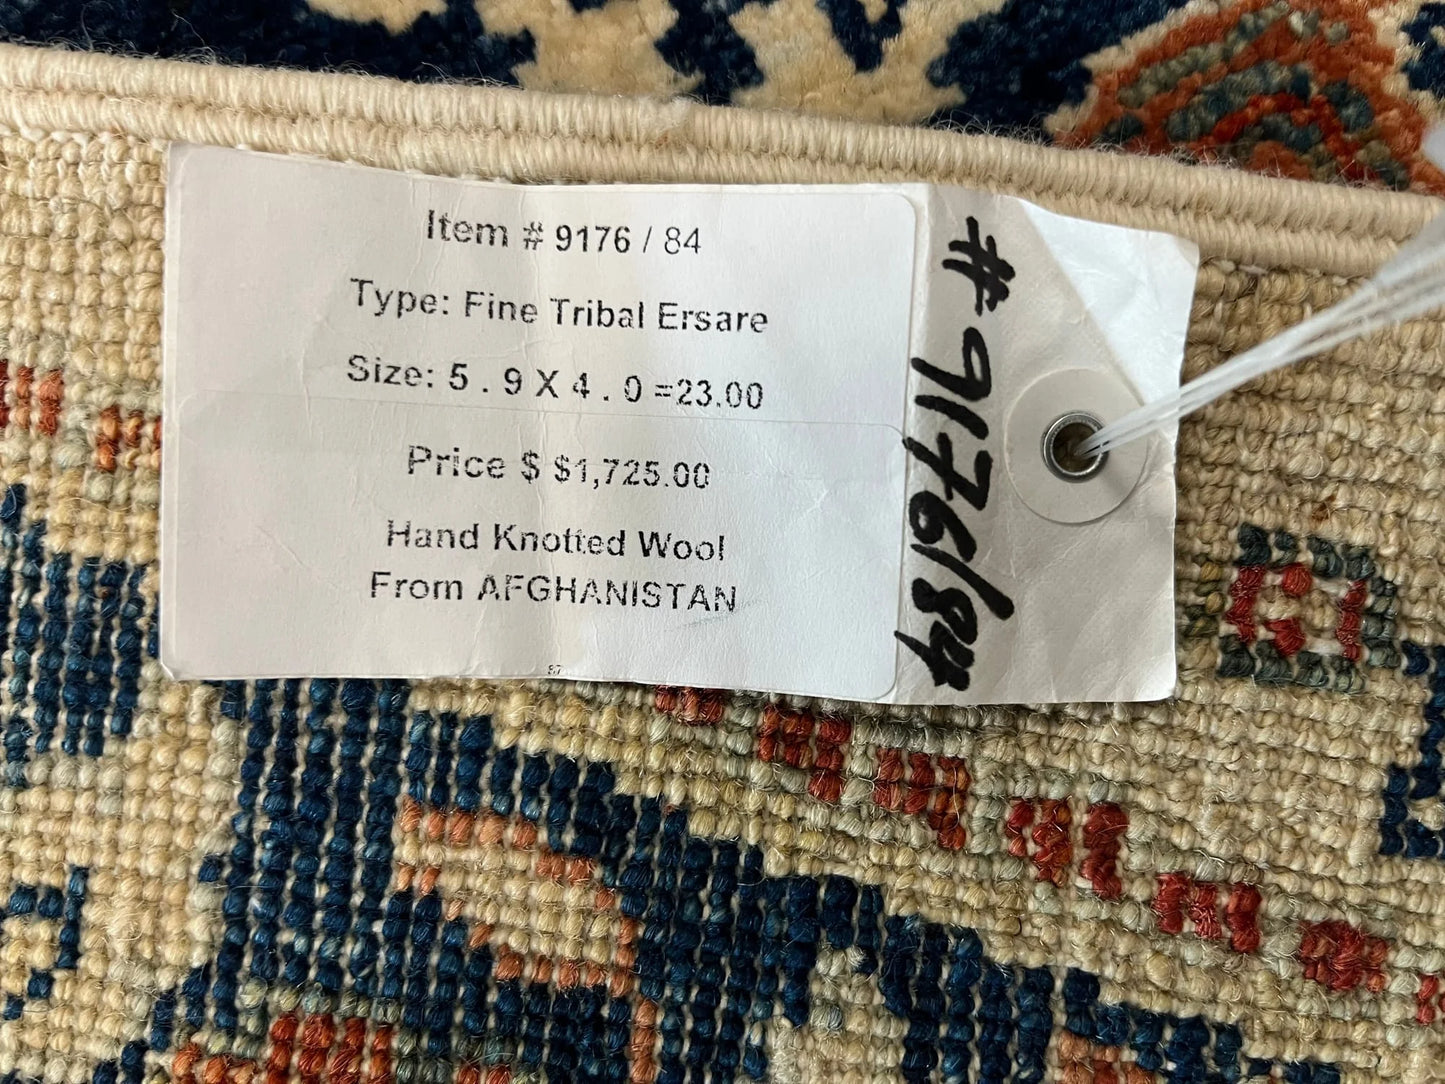 Item # 9176 / 84
Type: Fine Tribal Ersare
Size: 5 . 9 X 4 . 0 =23.00
Price $ $1,725.00
Hand Knotted Wool
From AFGHANISTAN
87
#9176/84